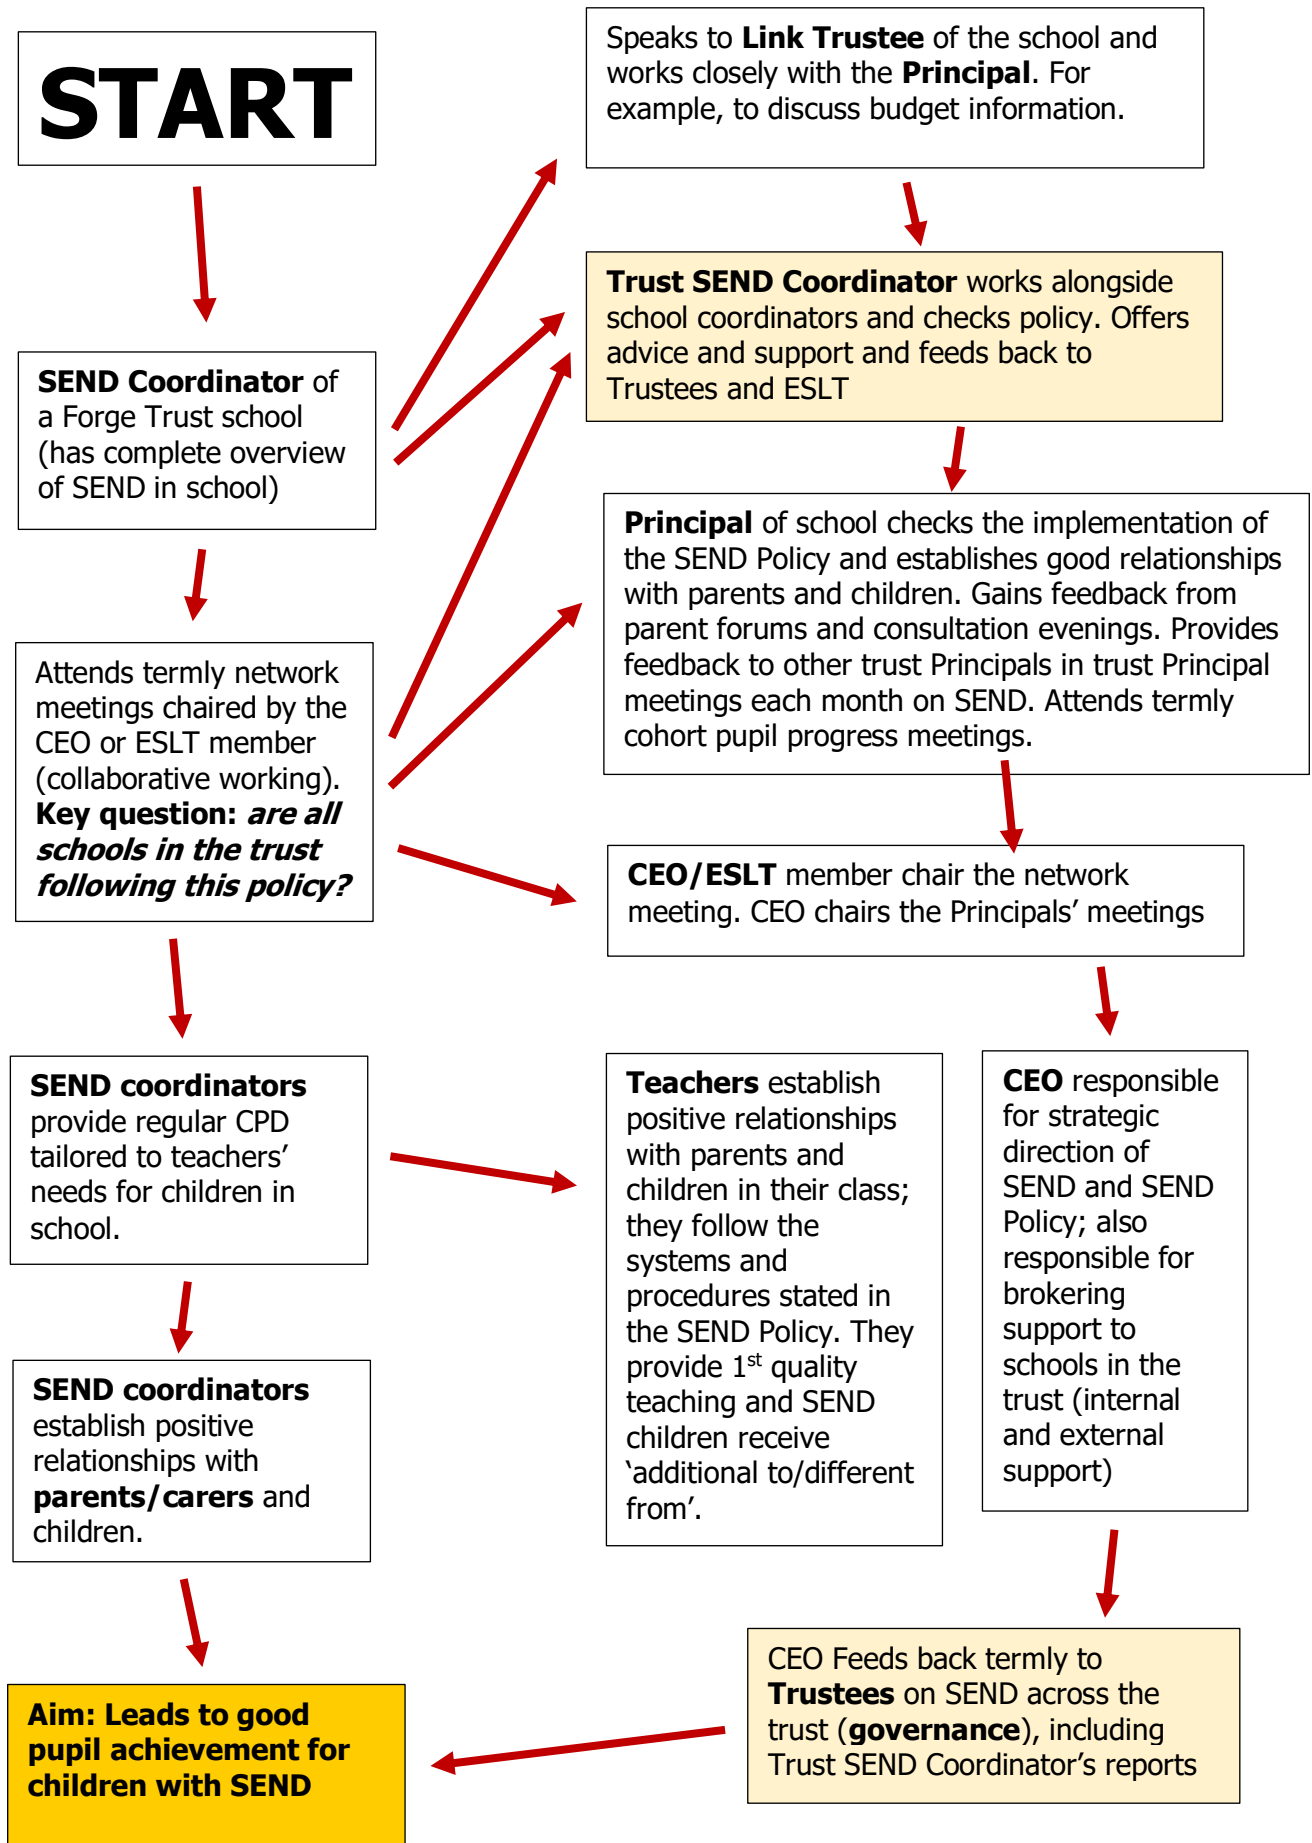 START
Speaks to Link Trustee of the school and
works closely with the Principal. For
example, to discuss budget information.
Trust SEND Coordinator works alongside
school coordinators and checks policy. Offers
advice and support and feeds back to
Trustees and ESLT
SEND Coordinator of
a Forge Trust school
(has complete overview
of SEND in school)
Principal of school checks the implementation of
the SEND Policy and establishes good relationships
with parents and children. Gains feedback from
parent forums and consultation evenings. Provides
feedback to other trust Principals in trust Principal
meetings each month on SEND. Attends termly
cohort pupil progress meetings.
Attends termly network
meetings chaired by the
CEO or ESLT member
(collaborative working).
Key question: are all
schools in the trust
following this policy?
CEO/ESLT member chair the network
meeting. CEO chairs the Principals’ meetings
SEND coordinators
provide regular CPD
tailored to teachers’
needs for children in
school.
Teachers establish
positive relationships
with parents and
children in their class;
they follow the
systems and
procedures stated in
the SEND Policy. They
provide 1st quality
teaching and SEND
children receive
‘additional to/different
from’.
CEO responsible
for strategic
direction of
SEND and SEND
Policy; also
responsible for
brokering
support to
schools in the
trust (internal
and external
support)
SEND coordinators
establish positive
relationships with
parents/carers and
children.
CEO Feeds back termly to
Trustees on SEND across the
trust (governance), including
Trust SEND Coordinator’s reports
Aim: Leads to good
pupil achievement for
children with SEND